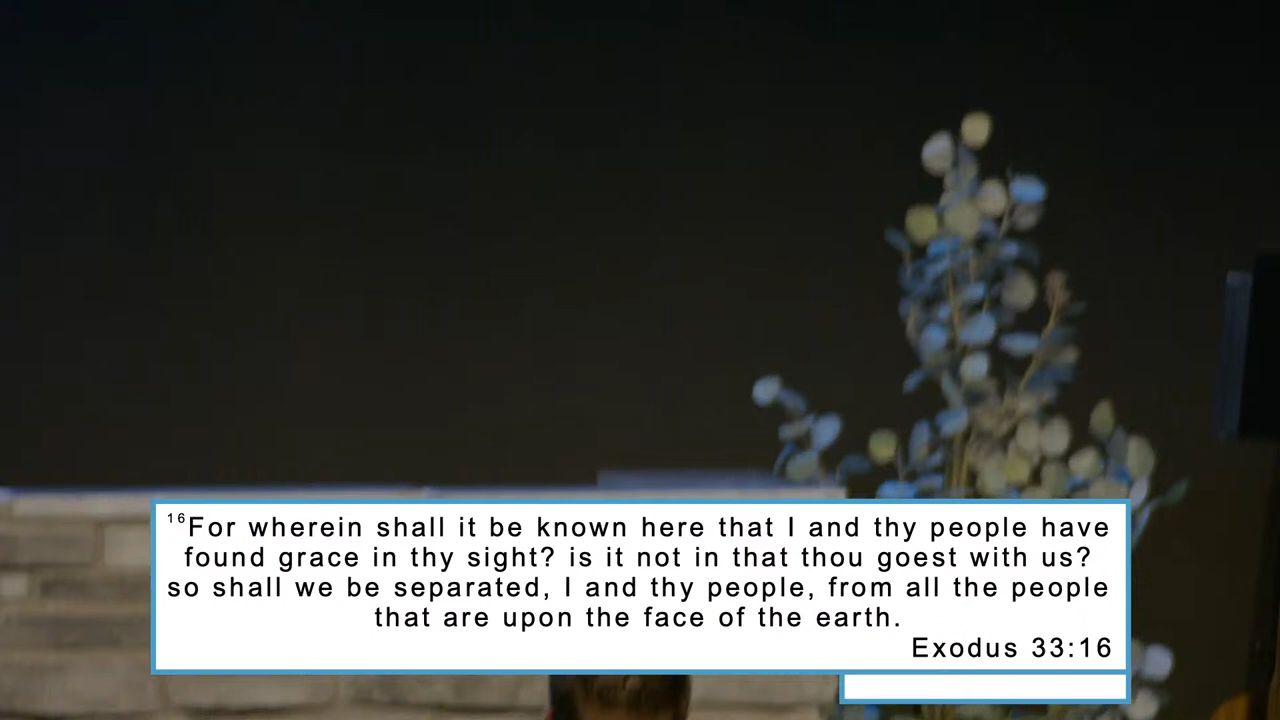 ¹⁶For wherein shall it be known here that I and thy people have
found grace in thy sight? is it not in that thou goest with us?
so shall we be separated, I and thy people, from all the people
that are upon the face of the earth.
Exodus 33:16